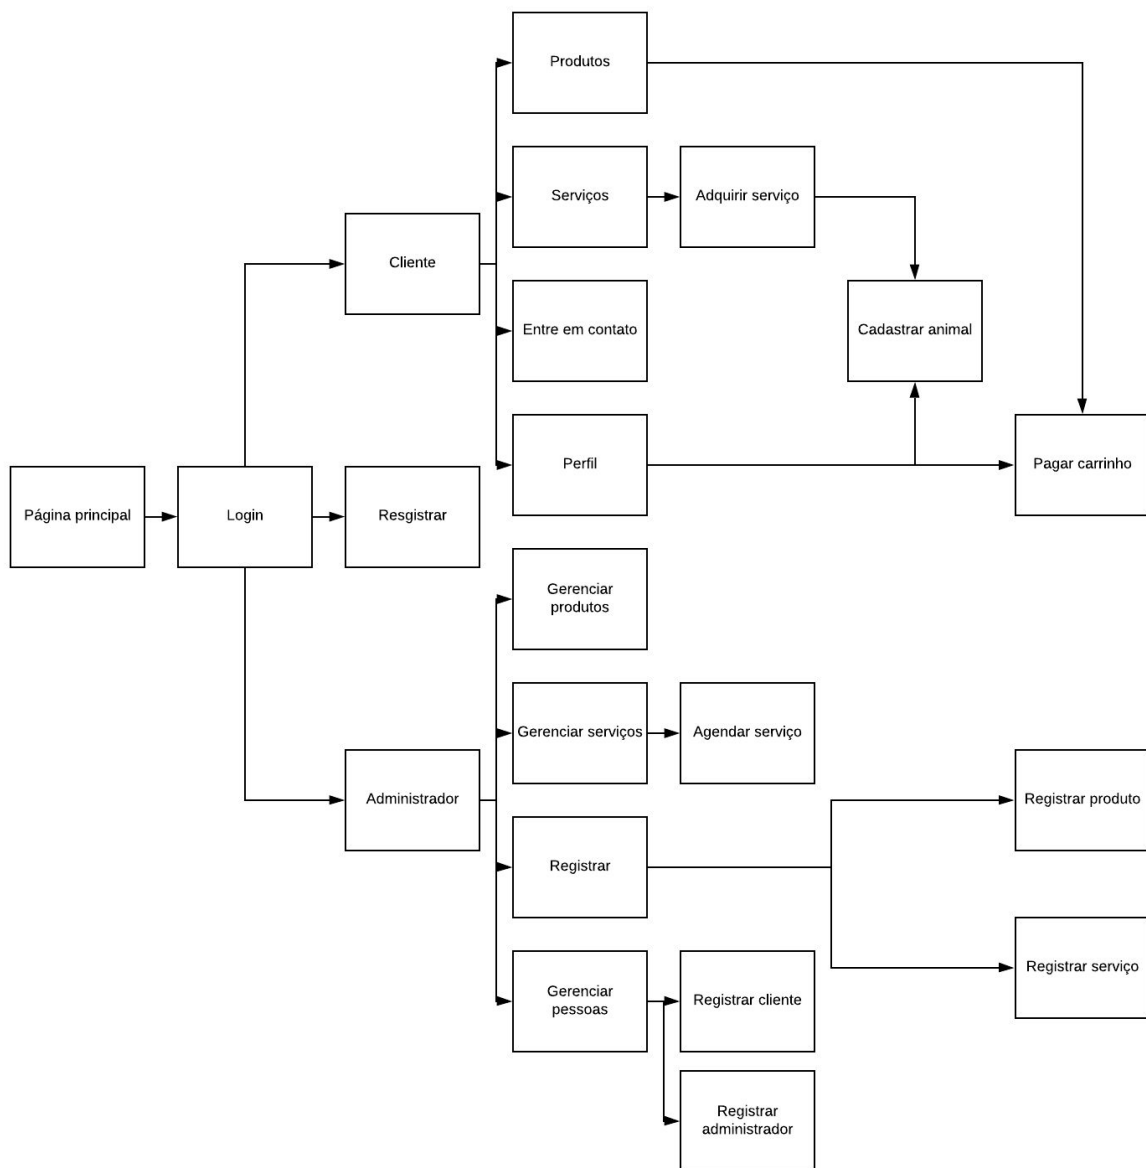 Produtos
Serviços
Adquirir serviço
Cliente
Entre em contato
Cadastrar animal
Perfil
Pagar carrinho
Página principal
Login
Resgistrar
Gerenciar
produtos
Gerenciar serviços
Agendar serviço
Administrador
Registrar produto
Registrar
Registrar serviço
Gerenciar
pessoas
Registrar cliente
Registrar
administrador